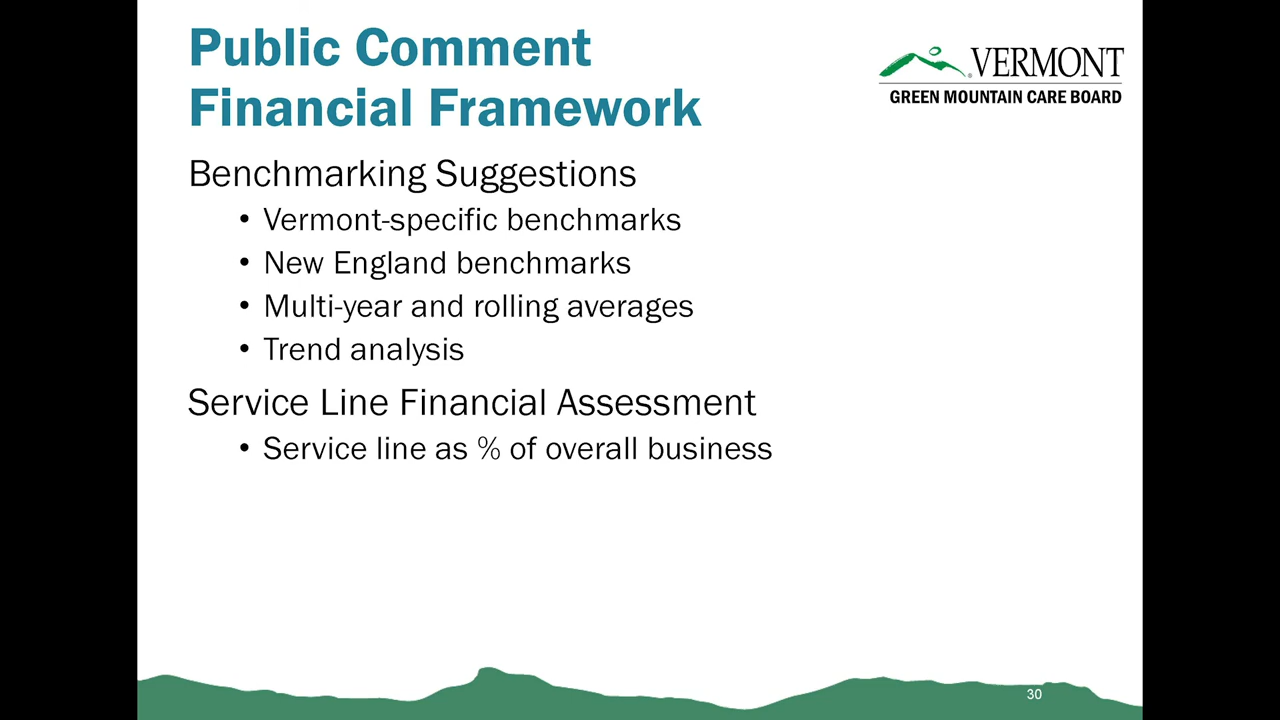 Public Comment
Financial Framework
VERMONT
GREEN MOUNTAIN CARE BOARD
Benchmarking Suggestions
• Vermont-specific benchmarks
• New England benchmarks
• Multi-year and rolling averages
• Trend analysis
Service Line Financial Assessment
• Service line as % of overall business
30